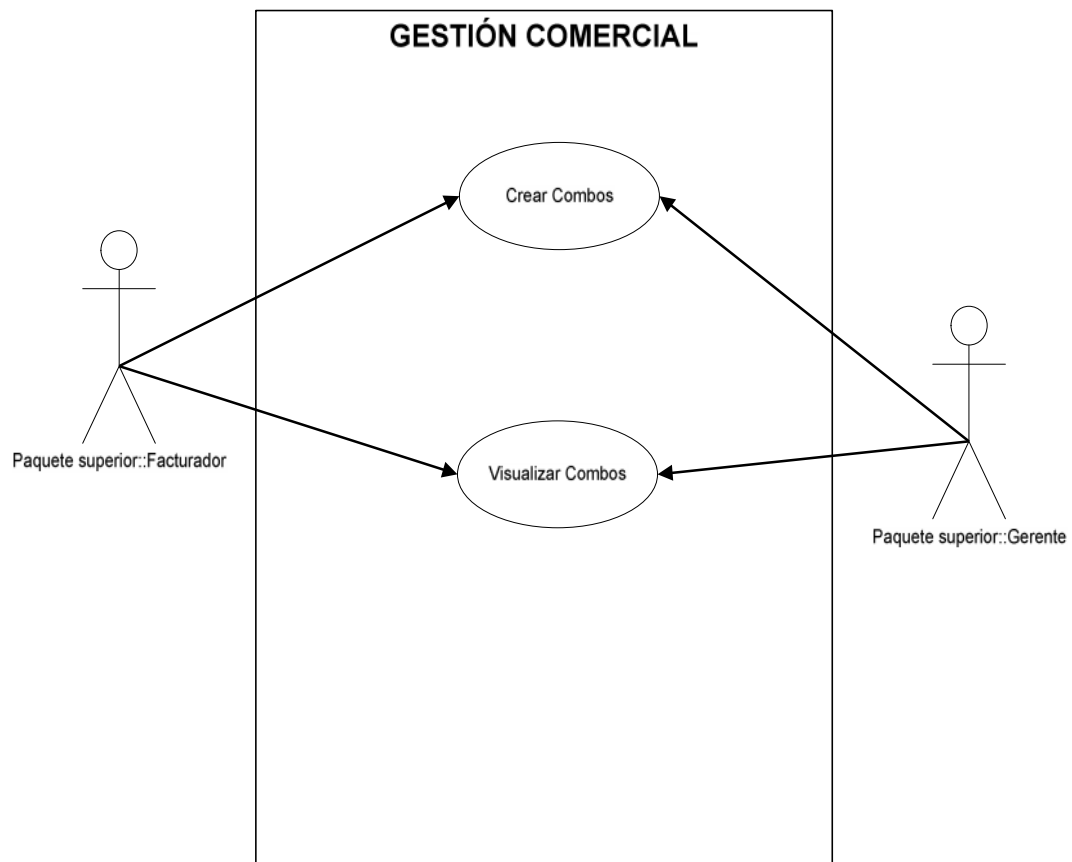 GESTIÓN COMERCIAL
Crear Combos
Paquete superior::Facturador
Visualizar Combos
Paquete superior::Gerente